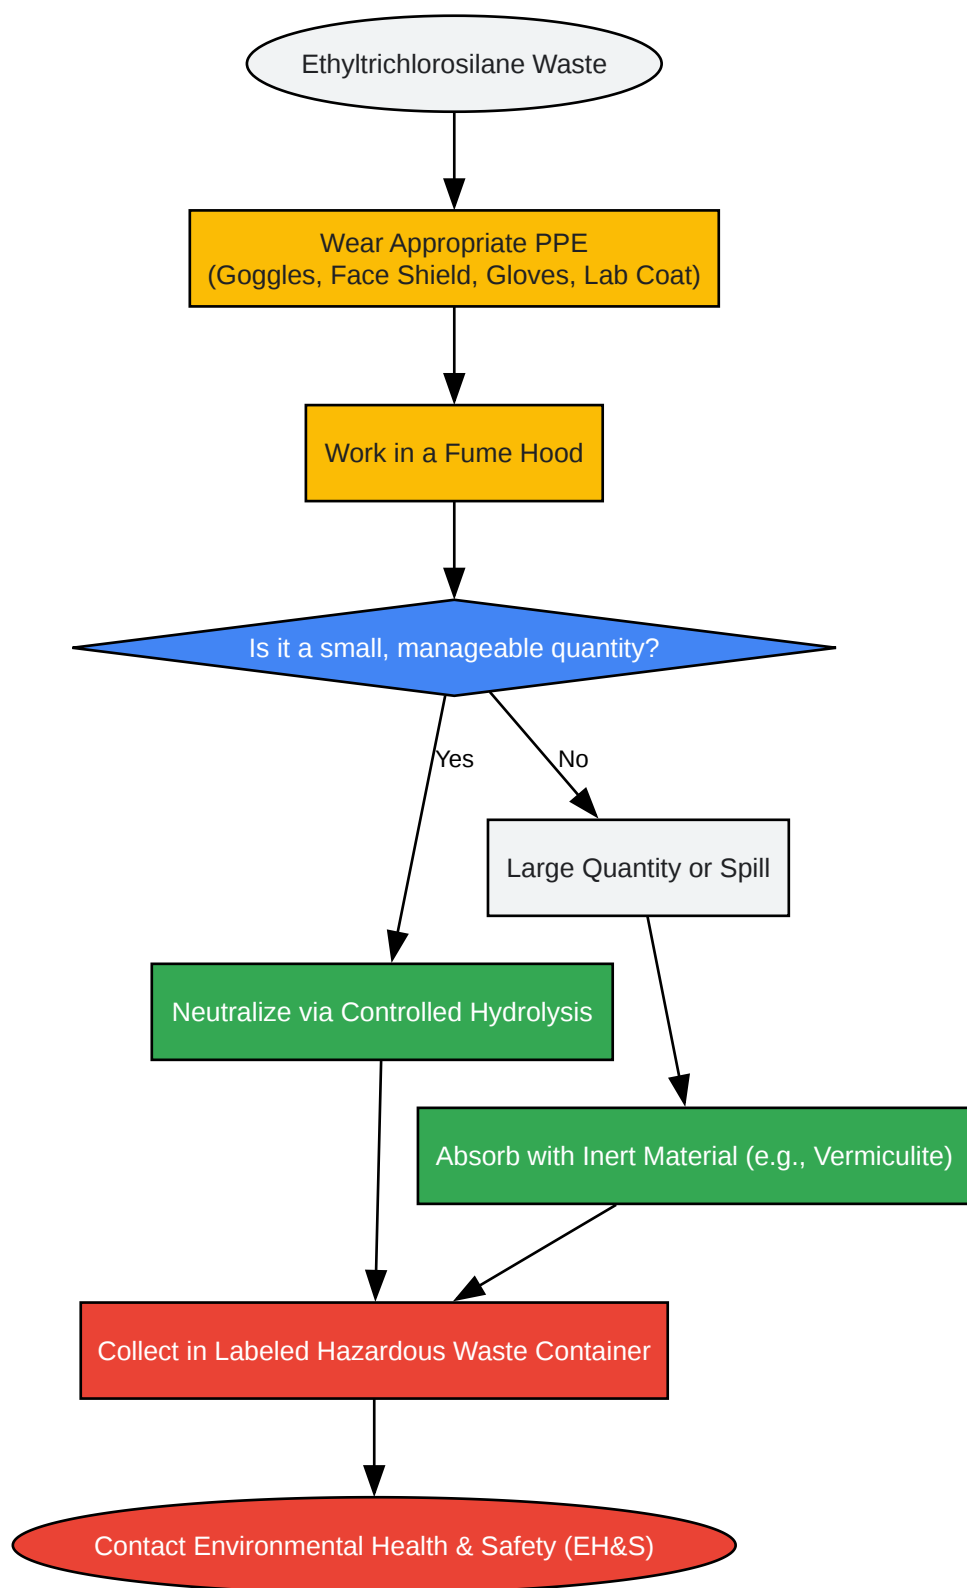 Ethyltrichlorosilane Waste
Wear Appropriate PPE
(Goggles, Face Shield, Gloves, Lab Coat)
Work in a Fume Hood
Is it a small, manageable quantity?
Yes
No
Large Quantity or Spill
Neutralize via Controlled Hydrolysis
Absorb with Inert Material (e.g., Vermiculite)
Collect in Labeled Hazardous Waste Container
Contact Environmental Health & Safety (EH&S)